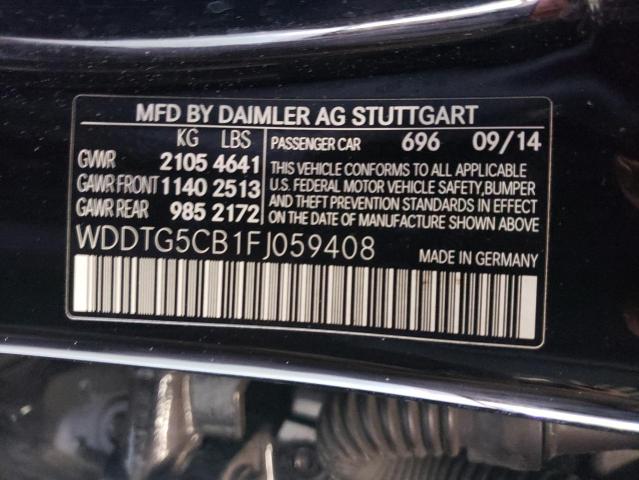 MFD BY DAIMLER AG STUTTGART
KG LBS
GVWR 2105 4641
GAWR FRONT 1140 2513
GAWR REAR 985 2172
PASSENGER CAR 696 09/14
THIS VEHICLE CONFORMS TO ALL APPLICABLE
U.S. FEDERAL MOTOR VEHICLE SAFETY,BUMPER
AND THEFT PREVENTION STANDARDS IN EFFECT
ON THE DATE OF MANUFACTURE SHOWN ABOVE
WDDTG5CB1FJ059408 MADE IN GERMANY